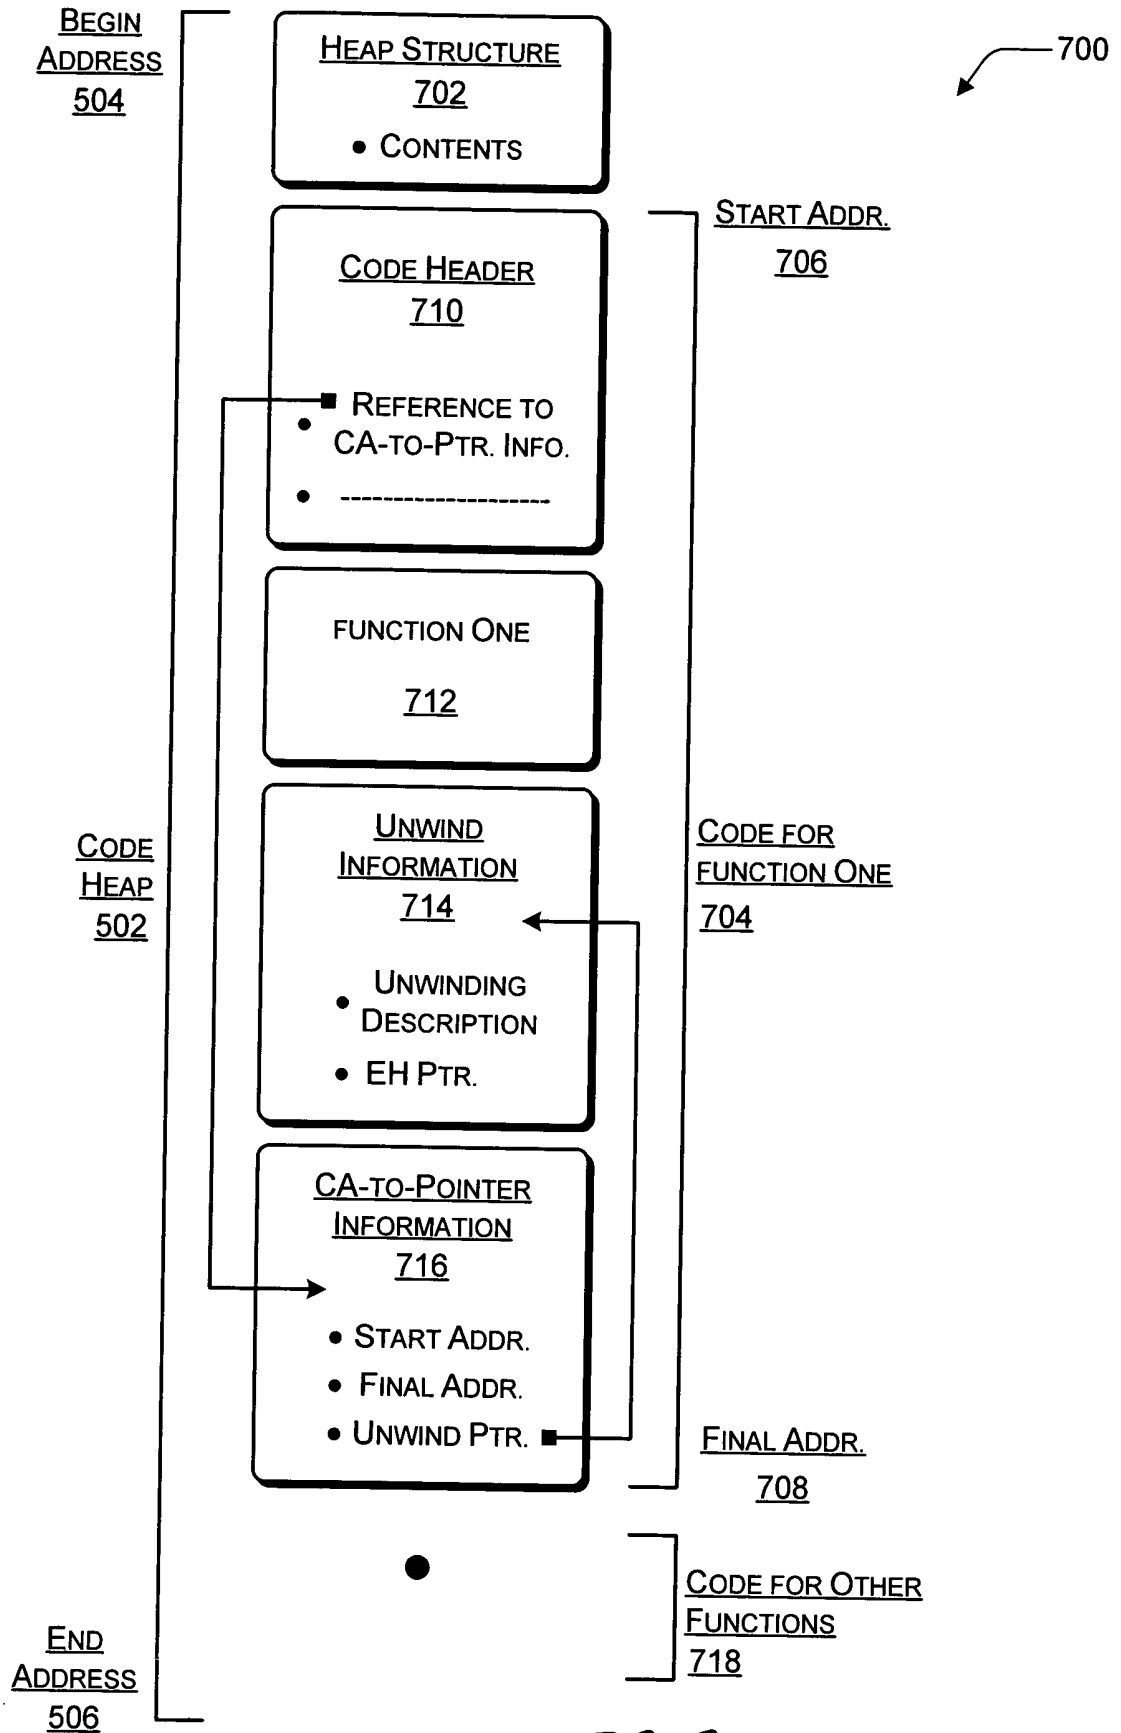 BEGIN
ADDRESS
504
HEAP STRUCTURE
702
• CONTENTS
700
START ADDR.
706
CODE HEADER
710
REFERENCE TO
• CA-TO-PTR. INFO.
• --------------------
FUNCTION ONE
712
CODE
HEAP
502
UNWIND
INFORMATION
714
UNWINDING
• DESCRIPTION
• EH PTR.
CODE FOR
FUNCTION ONE
704
CA-TO-POINTER
INFORMATION
716
• START ADDR.
• FINAL ADDR.
• UNWIND PTR.
FINAL ADDR.
708
CODE FOR OTHER
FUNCTIONS
718
END
ADDRESS
506